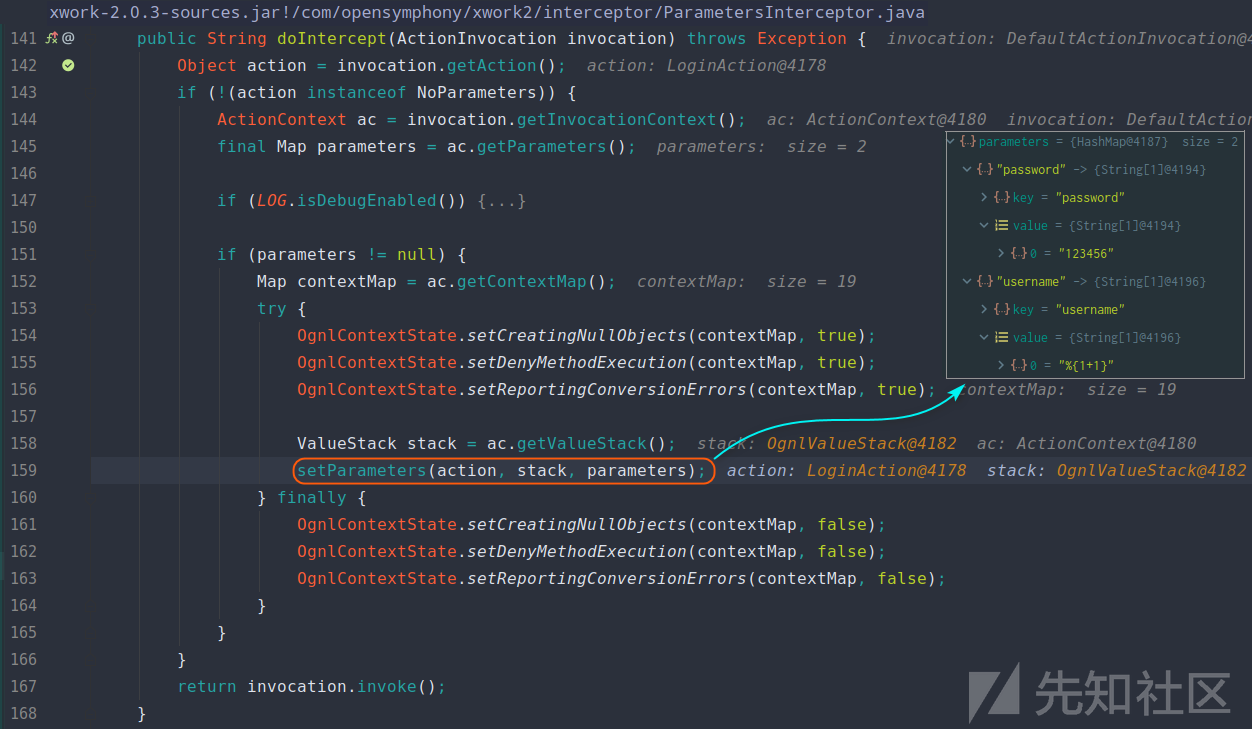 xwork-2.0.3-sources.jar!/com/opensymphony/xwork2/interceptor/ParametersInterceptor.java
141 public String doIntercept(ActionInvocation invocation) throws Exception { invocation: DefaultActionInvocation@4
142 Object action = invocation.getAction(); action: LoginAction@4178
143 if (!(action instanceof NoParameters)) {
144 ActionContext ac = invocation.getInvocationContext(); ac: ActionContext@4180 invocation: DefaultAction
145 final Map parameters = ac.getParameters(); parameters: size = 2
146
147 if (LOG.isDebugEnabled()) {...}
150
151 if (parameters != null) {
152 Map contextMap = ac.getContextMap(); contextMap: size = 19
153 try {
154 OgnlContextState.setCreatingNullObjects(contextMap, true);
155 OgnlContextState.setDenyMethodExecution(contextMap, true);
156 OgnlContextState.setReportingConversionErrors(contextMap, true); contextMap: size = 19
157
158 ValueStack stack = ac.getValueStack(); stack: OgnlValueStack@4182 ac: ActionContext@4180
159 setParameters(action, stack, parameters); action: LoginAction@4178 stack: OgnlValueStack@4182
160 } finally {
161 OgnlContextState.setCreatingNullObjects(contextMap, false);
162 OgnlContextState.setDenyMethodExecution(contextMap, false);
163 OgnlContextState.setReportingConversionErrors(contextMap, false);
164 }
165 }
166 }
167 return invocation.invoke();
168 }
{...} parameters = {HashMap@4187} size = 2
{...} "password" -> {String[1]@4194}
{...} key = "password"
value = {String[1]@4194}
{...} 0 = "123456"
{...} "username" -> {String[1]@4196}
{...} key = "username"
value = {String[1]@4196}
{...} 0 = "%{1+1}"
先知社区